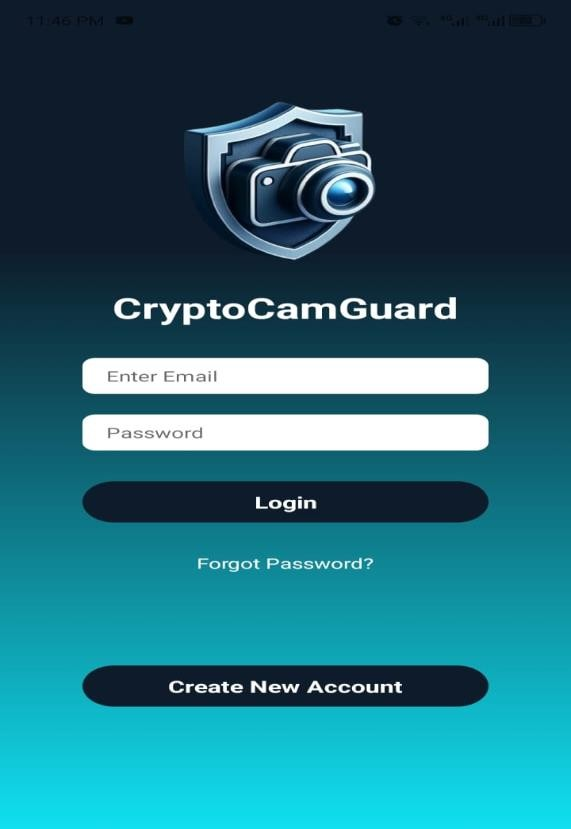 11:46 PM
CryptoCamGuard
Enter Email
Password
Login
Forgot Password?
Create New Account